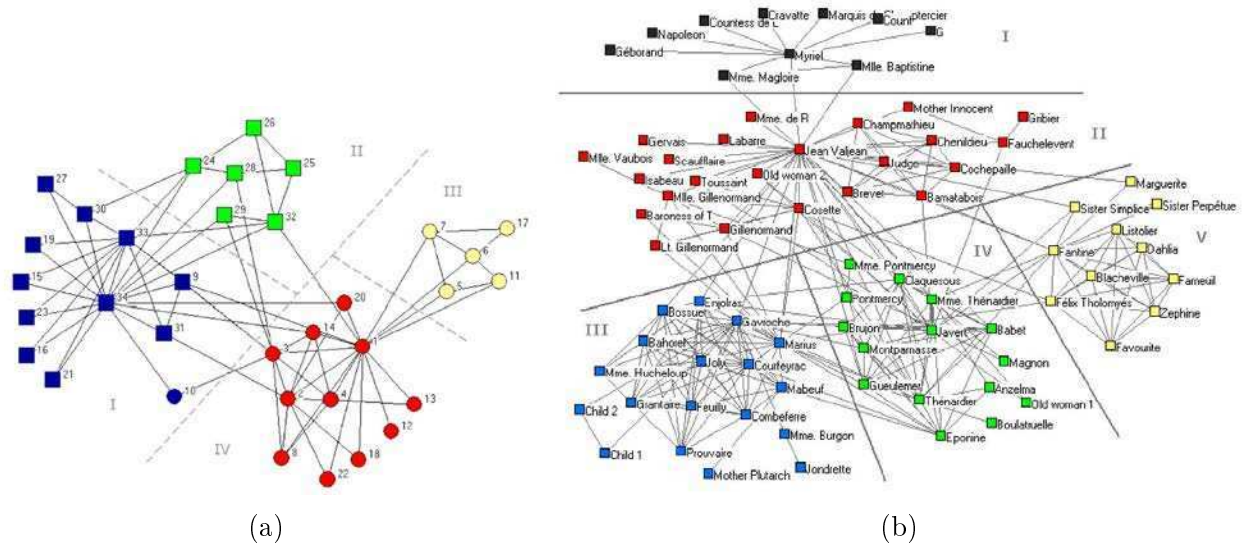 26
24
28
25
II
27
30
29
32
III
33
7
17
19
6
15
9
11
5
34
20
23
31
14
1
3
16
21
10
2
4
13
I
12
IV
8
18
22
(a)
Cravatte
Marquis de
Countess de
Count
Napoleon
G
I
Géborand
Myriel
Mlle. Baptistine
Mme. Magloire
Mother Innocent
Mme. de R
Champmathieu
Gribier
II
Gervais
Labarre
Chenildieu
Fauchelevent
Jean Valjean
Mlle. Vaubois
Scaufflaire
Judge
Cochepaille
Isabeau
Toussaint
Old woman 2
Marguerite
Mlle. Gillenormand
Brevet
Bamatabois
Sister Simplice
Sister Perpétue
Baroness of T
Cosette
Gillenormand
Listolier
V
Lt. Gillenormand
IV
Fantine
Dahlia
Mme. Pontmercy
Claquesous
Blacheville
Fameuil
Enjolras
Pontmercy
Mme. Thénardier
Félix Tholomyès
Bossuet
Zephine
III
Gavroche
Brujon
Javert
Babet
Bahorel
Marius
Montparnasse
Favourite
Joly
Courfeyrac
Magnon
Mme. Hucheloup
Gueulemer
Mabeuf
Anzelma
Child 2
Grantaire
Feuilly
Combeferre
Thénardier
Old woman 1
Boulatruelle
Mme. Burgon
Eponine
Child 1
Prouvaire
Mother Plutarch
Jondrette
(b)